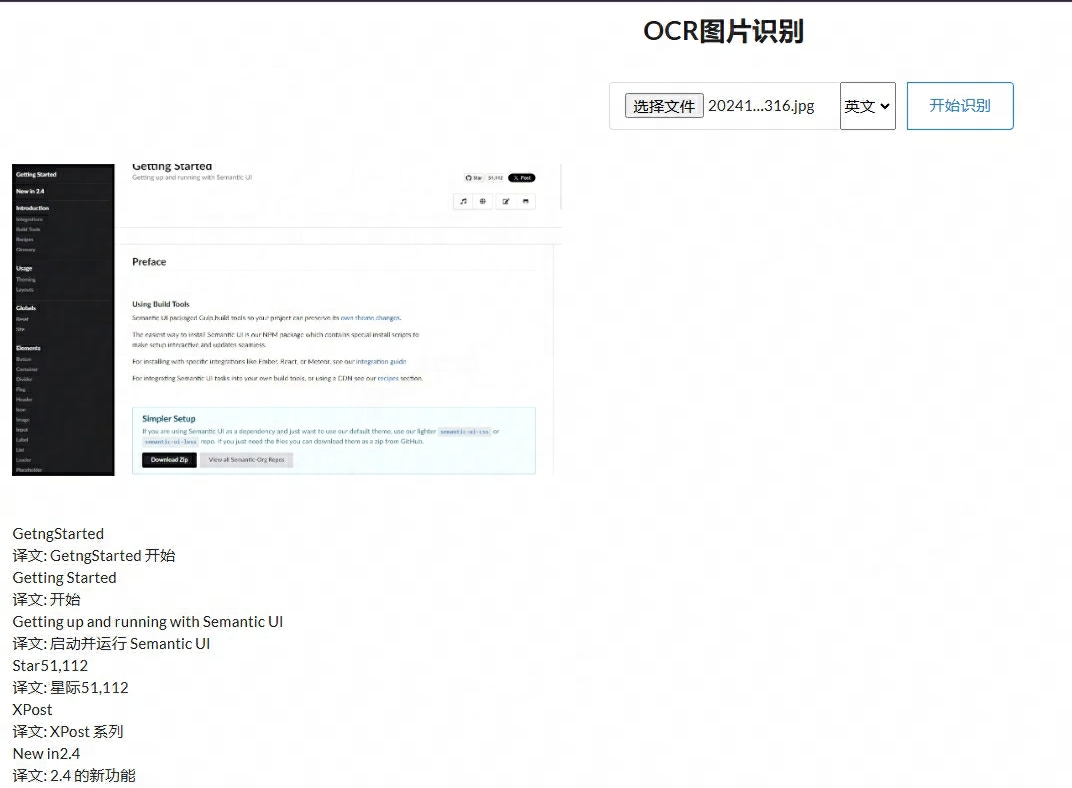 OCR图片识别
选择文件 20241...316.jpg 英文 开始识别
Getting Started
New in 2.4
Introduction
Integrations
Build Tools
Recipes
Glossary
Usage
Theming
Layouts
Globals
Reset
Site
Elements
Button
Container
Divider
Flag
Header
Icon
Image
Input
Label
List
Loader
Placeholder
Getting Started
Getting up and running with Semantic UI
Star 51,112 X Post
Preface
Using Build Tools
Semantic UI packaged Gulp build tools so your project can preserve its own theme changes.
The easiest way to install Semantic UI is our NPM package which contains special install scripts to
make setup interactive and updates seamless.
For installing with specific integrations like Ember, React, or Meteor, see our integration guide
For integrating Semantic UI tasks into your own build tools, or using a CDN see our recipes section.
Simpler Setup
If you are using Semantic UI as a dependency and just want to use our default theme, use our lighter semantic-ui-css or
semantic-ui-less repo. If you just need the files you can download them as a zip from GitHub.
Download Zip View all Semantic-Org Repos
GetngStarted
译文: GetngStarted 开始
Getting Started
译文: 开始
Getting up and running with Semantic UI
译文: 启动并运行 Semantic UI
Star51,112
译文: 星际51,112
XPost
译文: XPost 系列
New in2.4
译文: 2.4 的新功能